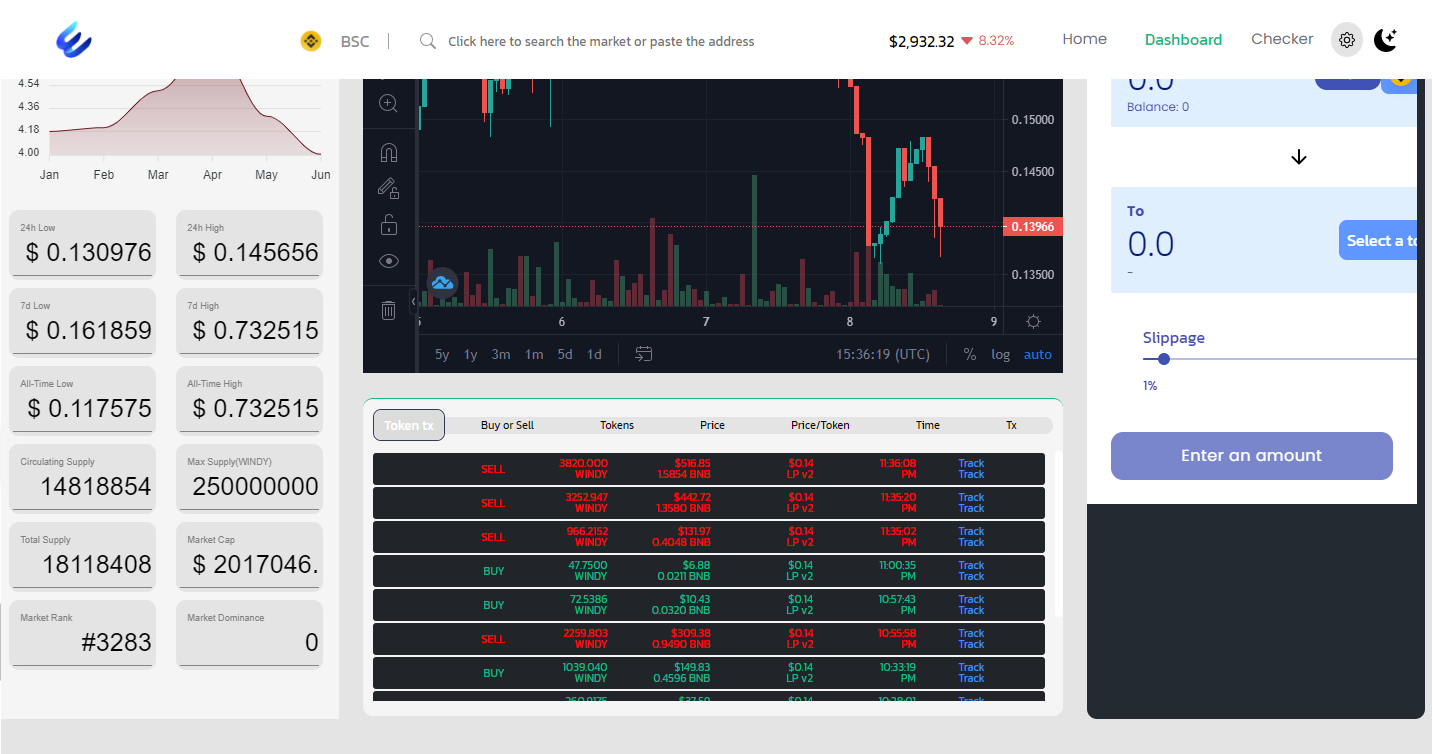 BSC
Click here to search the market or paste the address
$2,932.32 8.32%
Home
Dashboard
Checker
4.54
4.36
4.18
4.00
Jan Feb Mar Apr May Jun
24h Low
$ 0.130976
24h High
$ 0.145656
7d Low
$ 0.161859
7d High
$ 0.732515
All-Time Low
$ 0.117575
All-Time High
$ 0.732515
Circulating Supply
14818854
Max Supply(WINDY)
250000000
Total Supply
18118408
Market Cap
$ 2017046.
Market Rank
#3283
Market Dominance
0
0.15000
0.14500
0.13966
0.13500
6 7 8 9
5y 1y 3m 1m 5d 1d
15:36:19 (UTC)
% log auto
Token tx Buy or Sell Tokens Price Price/Token Time Tx
SELL
3820.000 $516.85 $0.14 11:36:08 Track
WINDY 1.5854 BNB LP v2 PM Track
SELL
3252.947 $442.72 $0.14 11:35:20 Track
WINDY 1.3580 BNB LP v2 PM Track
SELL
966.2152 $131.97 $0.14 11:35:02 Track
WINDY 0.4048 BNB LP v2 PM Track
BUY
47.7500 $6.88 $0.14 11:00:35 Track
WINDY 0.0211 BNB LP v2 PM Track
BUY
72.5386 $10.43 $0.14 10:57:43 Track
WINDY 0.0320 BNB LP v2 PM Track
SELL
2259.803 $309.38 $0.14 10:55:58 Track
WINDY 0.9490 BNB LP v2 PM Track
BUY
1039.040 $149.83 $0.14 10:33:19 Track
WINDY 0.4596 BNB LP v2 PM Track
0.0
Balance: 0
To
0.0
-
Select a to
Slippage
1%
Enter an amount